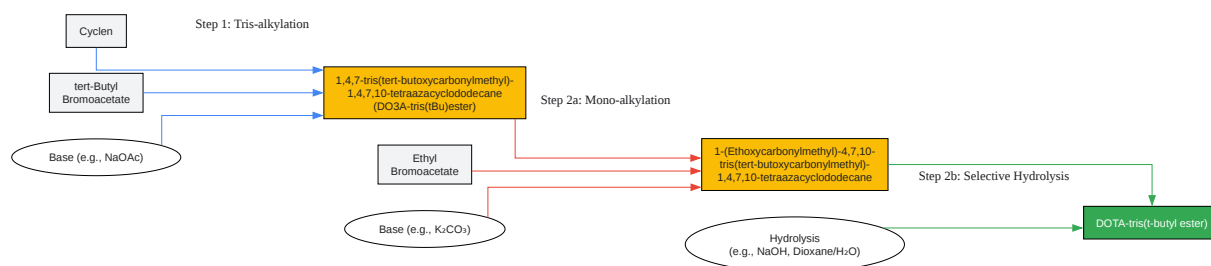 Step 1: Tris-alkylation
Cyclen
tert-Butyl
Bromoacetate
Base (e.g., NaOAc)
1,4,7-tris(tert-butoxycarbonylmethyl)-
1,4,7,10-tetraazacyclododecane
(DO3A-tris(tBu)ester)
Step 2a: Mono-alkylation
Ethyl
Bromoacetate
Base (e.g., K₂CO₃)
1-(Ethoxycarbonylmethyl)-4,7,10-
tris(tert-butoxycarbonylmethyl)-
1,4,7,10-tetraazacyclododecane
Step 2b: Selective Hydrolysis
Hydrolysis
(e.g., NaOH, Dioxane/H₂O)
DOTA-tris(t-butyl ester)